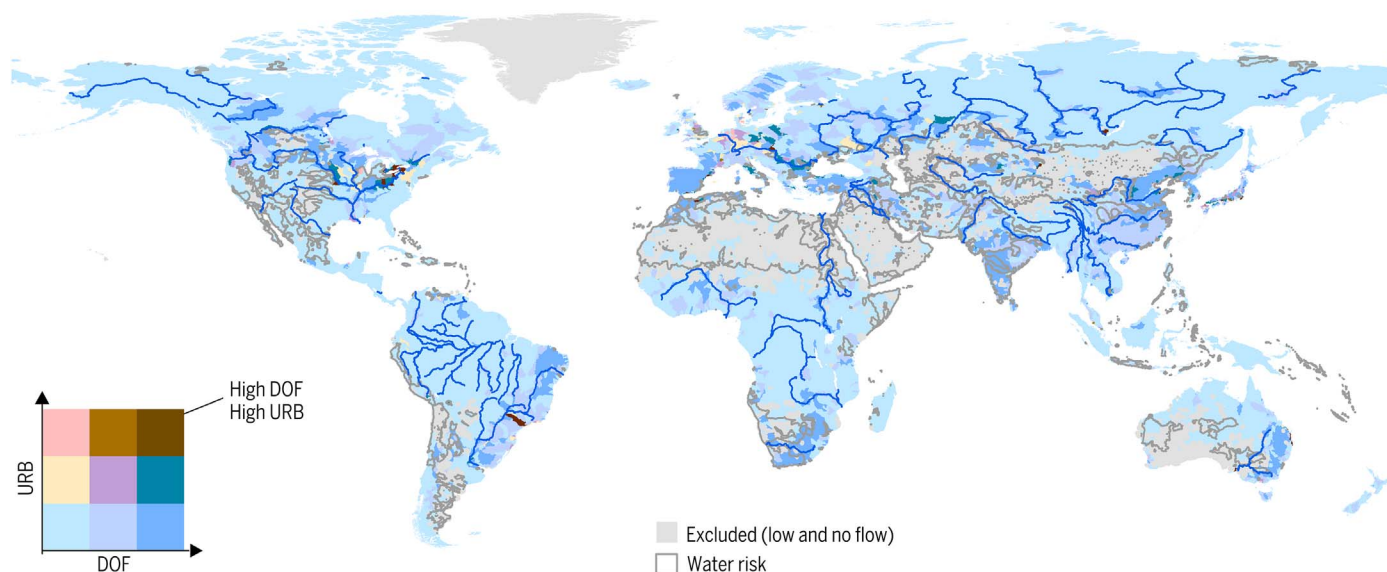 High DOF
High URB
URB
DOF
Excluded (low and no flow)
Water risk